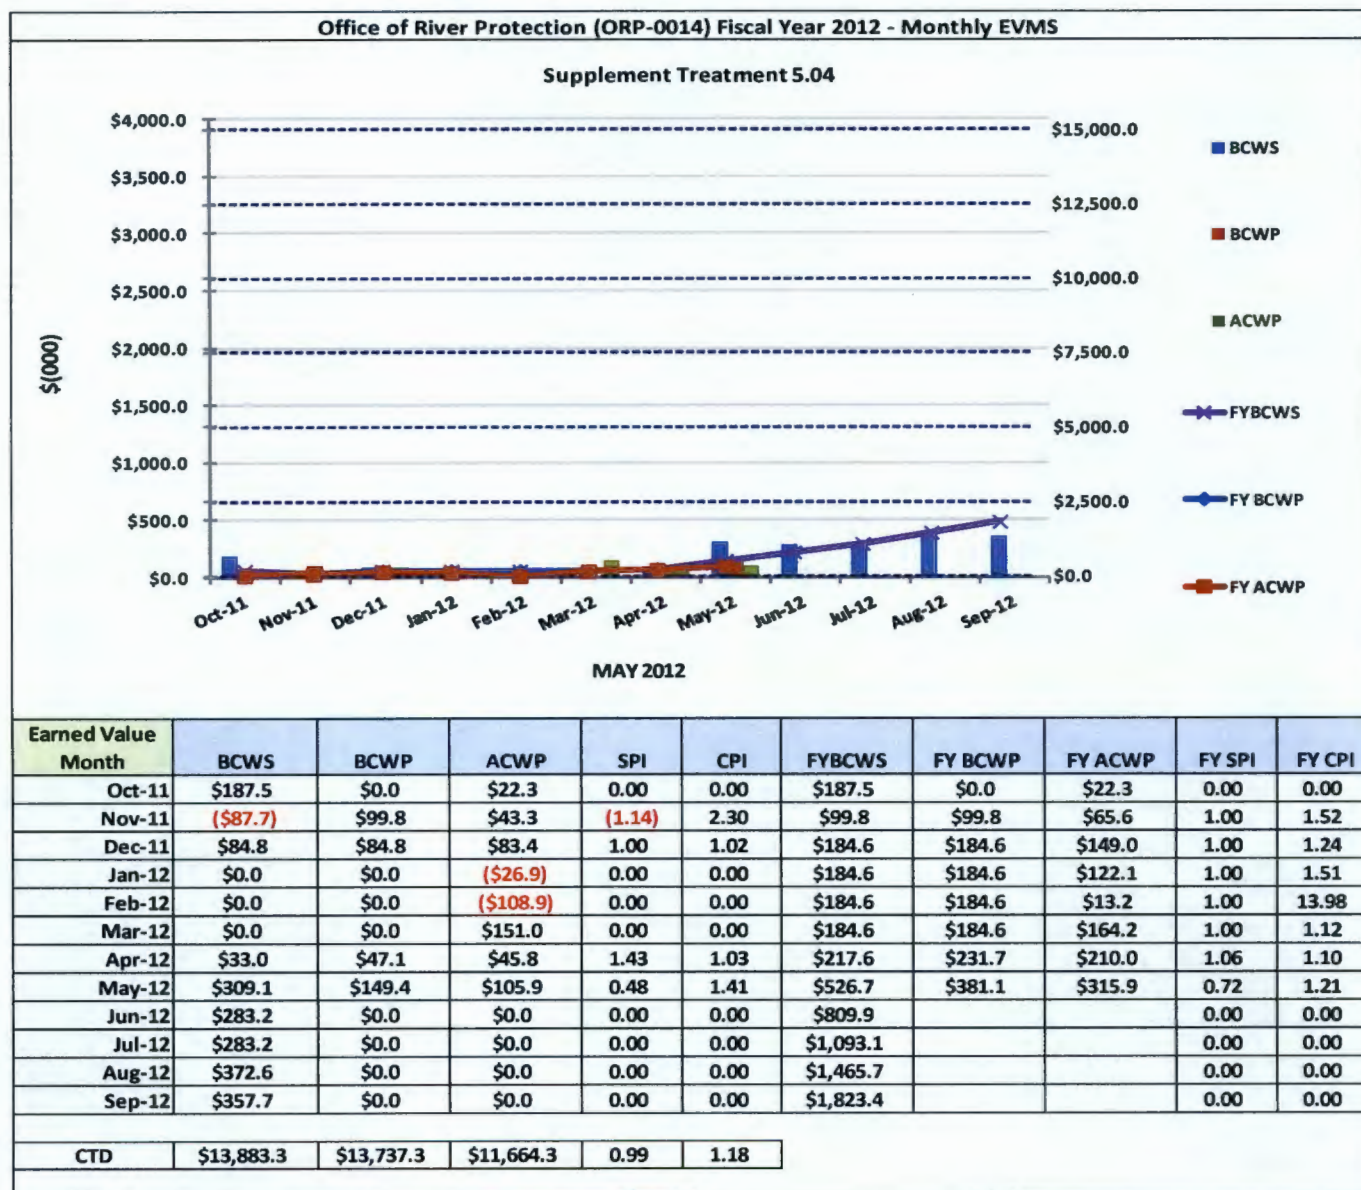 Office of River Protection (ORP-0014) Fiscal Year 2012 - Monthly EVMS
Supplement Treatment 5.04
$(000)
$4,000.0
$3,500.0
$3,000.0
$2,500.0
$2,000.0
$1,500.0
$1,000.0
$500.0
$0.0
$15,000.0
$12,500.0
$10,000.0
$7,500.0
$5,000.0
$2,500.0
$0.0
BCWS
BCWP
ACWP
FYBCWS
FY BCWP
FY ACWP
Oct-11 Nov-11 Dec-11 Jan-12 Feb-12 Mar-12 Apr-12 May-12 Jun-12 Jul-12 Aug-12 Sep-12
MAY 2012
Earned Value Month BCWS BCWP ACWP SPI CPI FYBCWS FY BCWP FY ACWP FY SPI FY CPI
Oct-11 $187.5 $0.0 $22.3 0.00 0.00 $187.5 $0.0 $22.3 0.00 0.00
Nov-11 ($87.7) $99.8 $43.3 (1.14) 2.30 $99.8 $99.8 $65.6 1.00 1.52
Dec-11 $84.8 $84.8 $83.4 1.00 1.02 $184.6 $184.6 $149.0 1.00 1.24
Jan-12 $0.0 $0.0 ($26.9) 0.00 0.00 $184.6 $184.6 $122.1 1.00 1.51
Feb-12 $0.0 $0.0 ($108.9) 0.00 0.00 $184.6 $184.6 $13.2 1.00 13.98
Mar-12 $0.0 $0.0 $151.0 0.00 0.00 $184.6 $184.6 $164.2 1.00 1.12
Apr-12 $33.0 $47.1 $45.8 1.43 1.03 $217.6 $231.7 $210.0 1.06 1.10
May-12 $309.1 $149.4 $105.9 0.48 1.41 $526.7 $381.1 $315.9 0.72 1.21
Jun-12 $283.2 $0.0 $0.0 0.00 0.00 $809.9 0.00 0.00
Jul-12 $283.2 $0.0 $0.0 0.00 0.00 $1,093.1 0.00 0.00
Aug-12 $372.6 $0.0 $0.0 0.00 0.00 $1,465.7 0.00 0.00
Sep-12 $357.7 $0.0 $0.0 0.00 0.00 $1,823.4 0.00 0.00
CTD $13,883.3 $13,737.3 $11,664.3 0.99 1.18